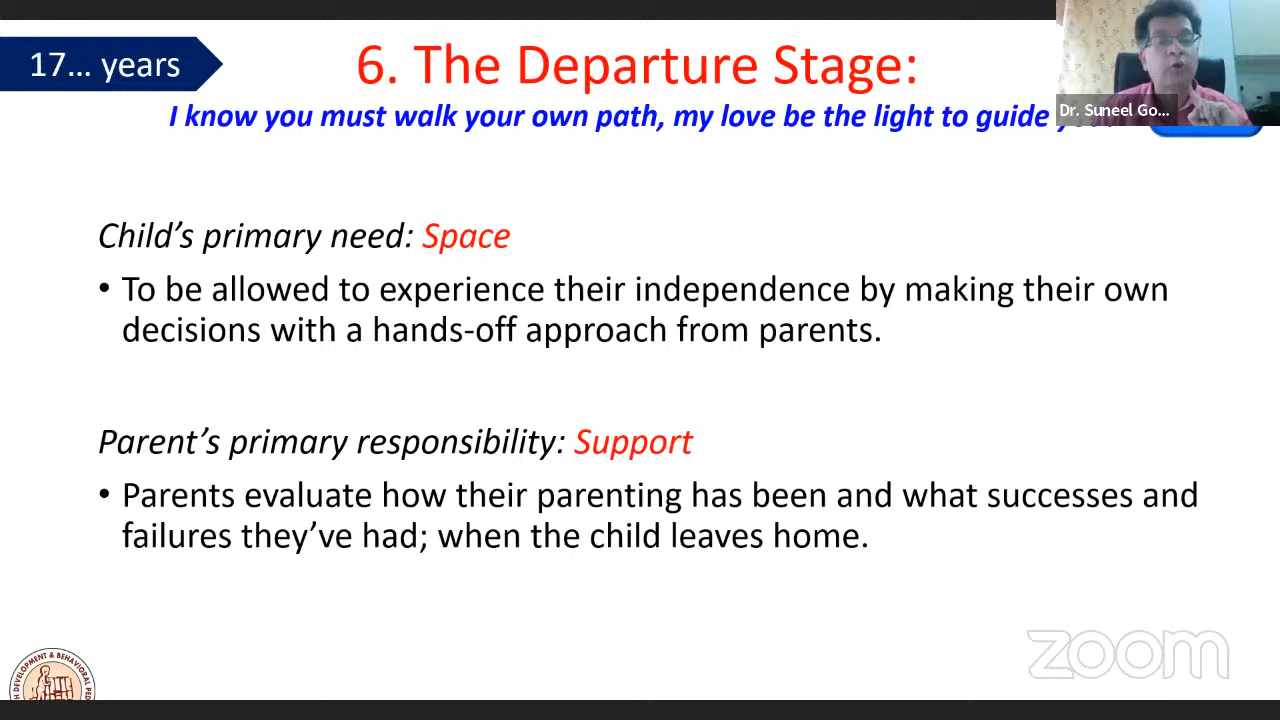 17... years
6. The Departure Stage:
I know you must walk your own path, my love be the light to guide
Dr. Suneel Go...
Child’s primary need: Space
• To be allowed to experience their independence by making their own
decisions with a hands-off approach from parents.
Parent’s primary responsibility: Support
• Parents evaluate how their parenting has been and what successes and
failures they’ve had; when the child leaves home.
zoom
DEVELOPMENT & BEHAVIORAL